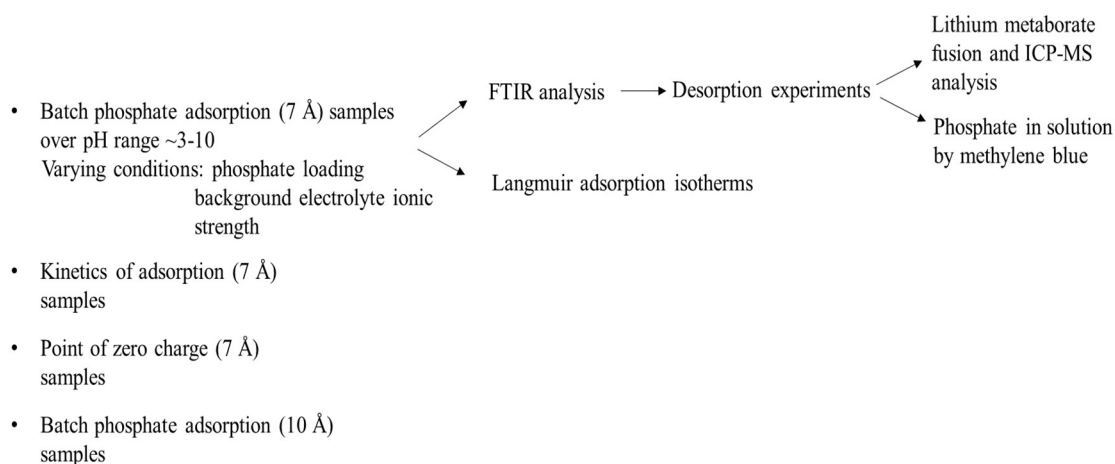 • Batch phosphate adsorption (7 Å) samples
over pH range ~3-10
Varying conditions: phosphate loading
background electrolyte ionic
strength
FTIR analysis
Desorption experiments
Lithium metaborate
fusion and ICP-MS
analysis
Phosphate in solution
by methylene blue
Langmuir adsorption isotherms
• Kinetics of adsorption (7 Å)
samples
• Point of zero charge (7 Å)
samples
• Batch phosphate adsorption (10 Å)
samples